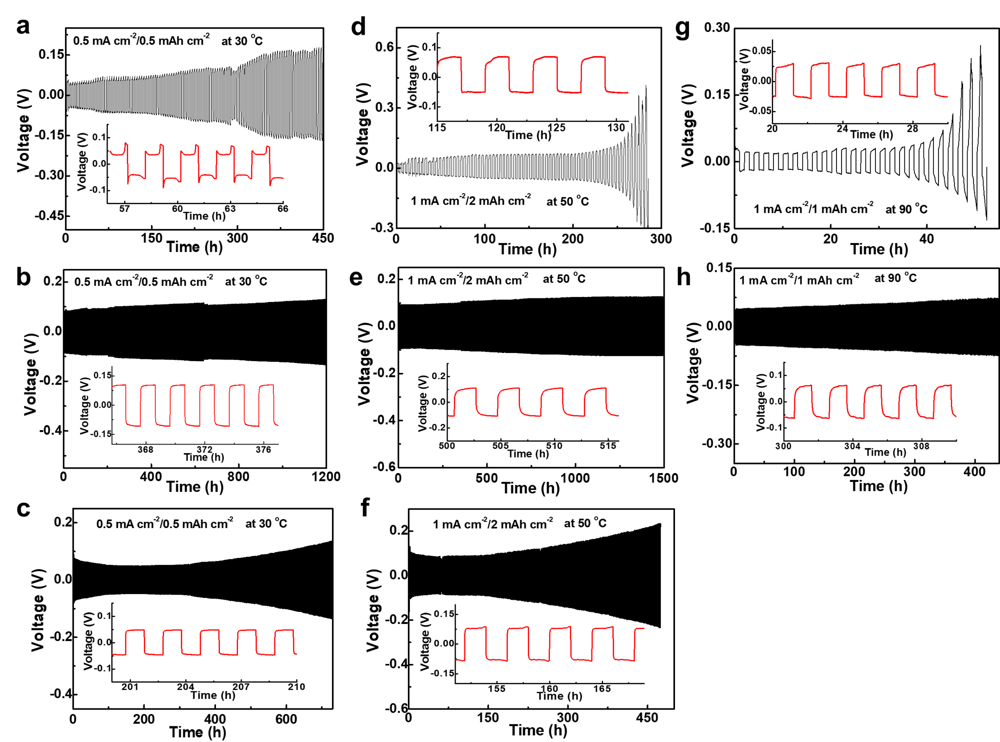 a
0.5 mA cm⁻²/0.5 mAh cm⁻² at 30 °C
Voltage (V)
0.15
0.00
-0.15
-0.30
-0.45
0 150 300 450
Time (h)
Voltage (V)
0.1
0.0
-0.1
57 60 63 66
Time (h)
d
Voltage (V)
0.6
0.3
0.0
-0.3
0 100 200 300
Time (h)
1 mA cm⁻²/2 mAh cm⁻² at 50 °C
Voltage (V)
0.1
0.0
-0.1
115 120 125 130
Time (h)
g
Voltage (V)
0.30
0.15
0.00
-0.15
0 20 40
Time (h)
1 mA cm⁻²/1 mAh cm⁻² at 90 °C
Voltage (V)
0.05
0.00
-0.05
20 24 28
Time (h)
b
0.5 mA cm⁻²/0.5 mAh cm⁻² at 30 °C
Voltage (V)
0.2
0.0
-0.2
-0.4
0 400 800 1200
Time (h)
Voltage (V)
0.15
0.00
-0.15
368 372 376
Time (h)
e
1 mA cm⁻²/2 mAh cm⁻² at 50 °C
Voltage (V)
0.2
0.0
-0.2
-0.4
-0.6
0 500 1000 1500
Time (h)
Voltage (V)
0.2
0.0
-0.2
500 505 510 515
Time (h)
h
1 mA cm⁻²/1 mAh cm⁻² at 90 °C
Voltage (V)
0.15
0.00
-0.15
-0.30
0 100 200 300 400
Time (h)
Voltage (V)
0.1
0.0
-0.1
300 304 308
Time (h)
c
0.5 mA cm⁻²/0.5 mAh cm⁻² at 30 °C
Voltage (V)
0.2
0.0
-0.2
-0.4
0 200 400 600
Time (h)
Voltage (V)
0.1
0.0
-0.1
201 204 207 210
Time (h)
f
1 mA cm⁻²/2 mAh cm⁻² at 50 °C
Voltage (V)
0.2
0.0
-0.2
-0.4
-0.6
0 150 300 450
Time (h)
Voltage (V)
0.15
0.00
-0.15
155 160 165
Time (h)